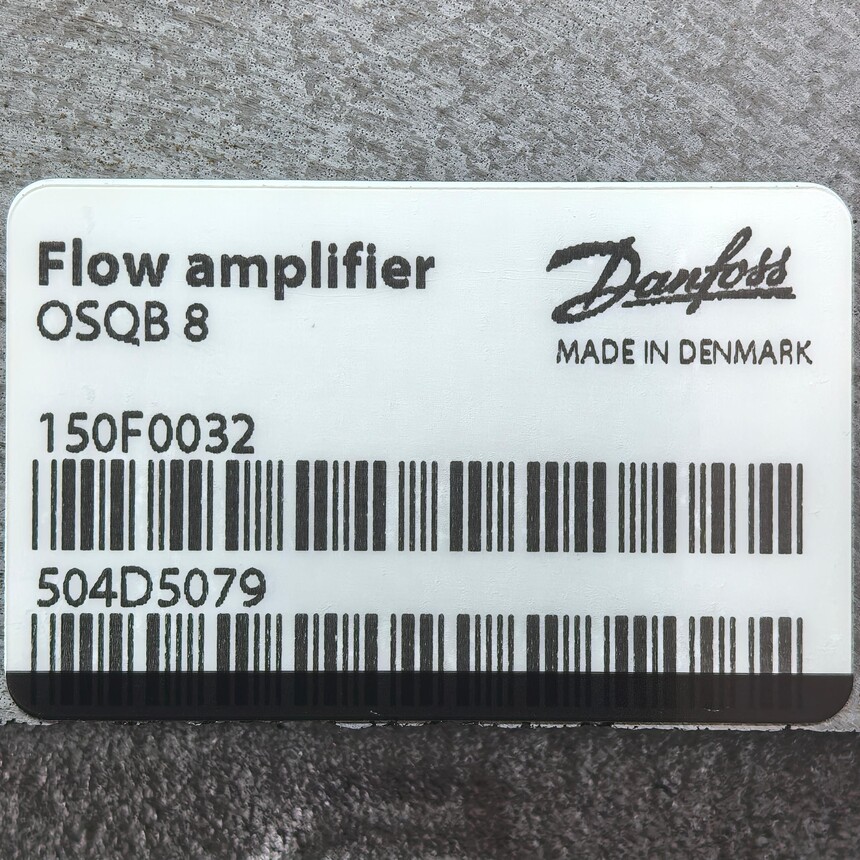 Flow amplifier
OSQB 8
Danfoss
MADE IN DENMARK
150F0032
504D5079